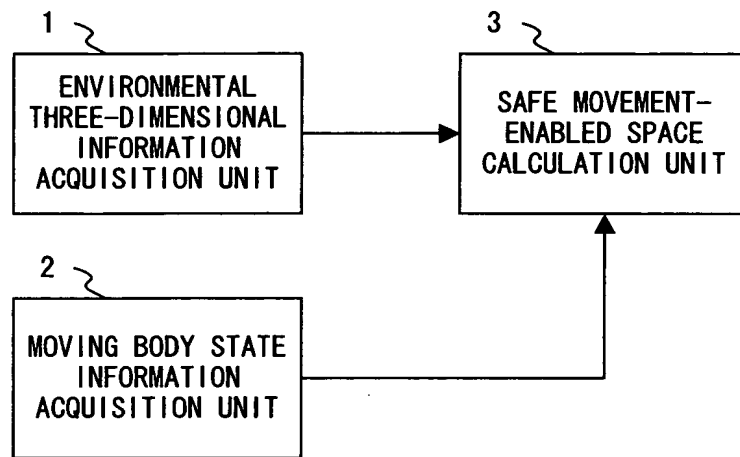 1
ENVIRONMENTAL
THREE-DIMENSIONAL
INFORMATION
ACQUISITION UNIT
3
SAFE MOVEMENT-
ENABLED SPACE
CALCULATION UNIT
2
MOVING BODY STATE
INFORMATION
ACQUISITION UNIT